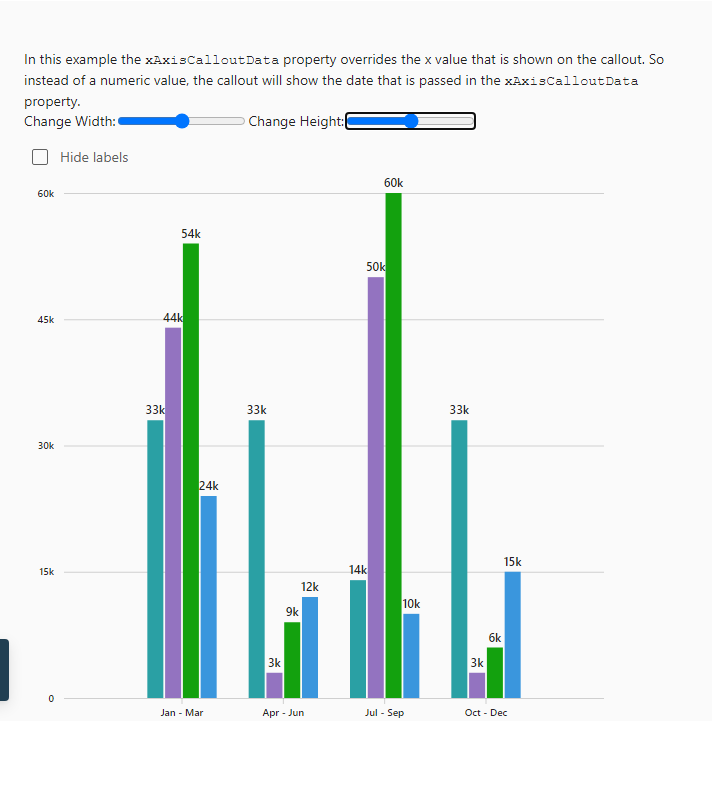 In this example the xAxisCalloutData property overrides the x value that is shown on the callout. So
instead of a numeric value, the callout will show the date that is passed in the xAxisCalloutData
property.
Change Width: Change Height:
Hide labels
60k
60k
54k
50k
45k
44k
33k
33k
33k
30k
24k
15k
14k
15k
12k
10k
9k
6k
3k
3k
0
Jan - Mar
Apr - Jun
Jul - Sep
Oct - Dec